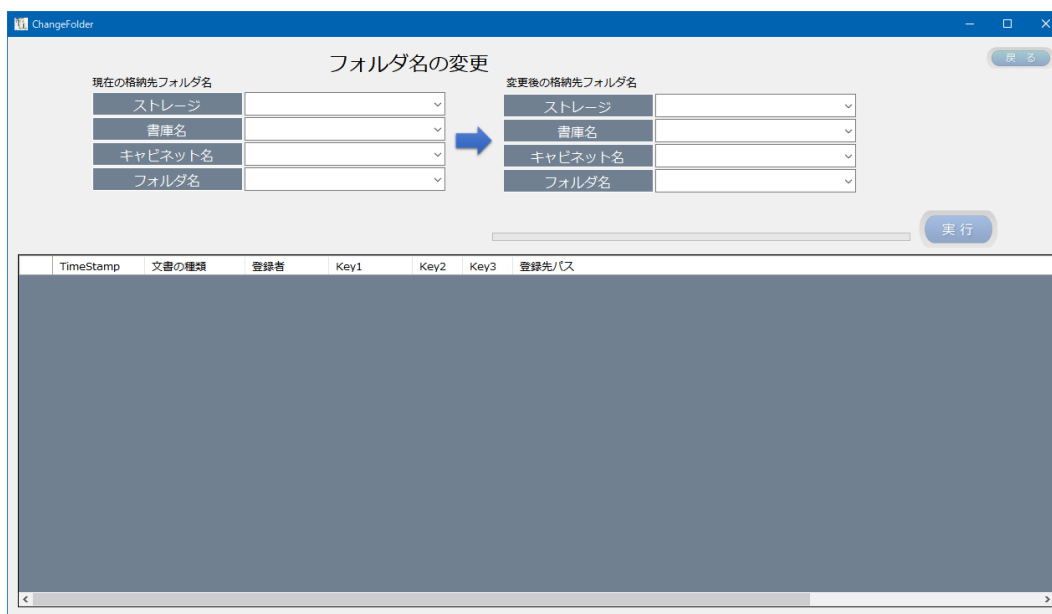 ChangeFolder
戻 る
フォルダ名の変更
現在の格納先フォルダ名
ストレージ
書庫名
キャビネット名
フォルダ名
変更後の格納先フォルダ名
ストレージ
書庫名
キャビネット名
フォルダ名
実 行
TimeStamp 文書の種類 登録者 Key1 Key2 Key3 登録先パス